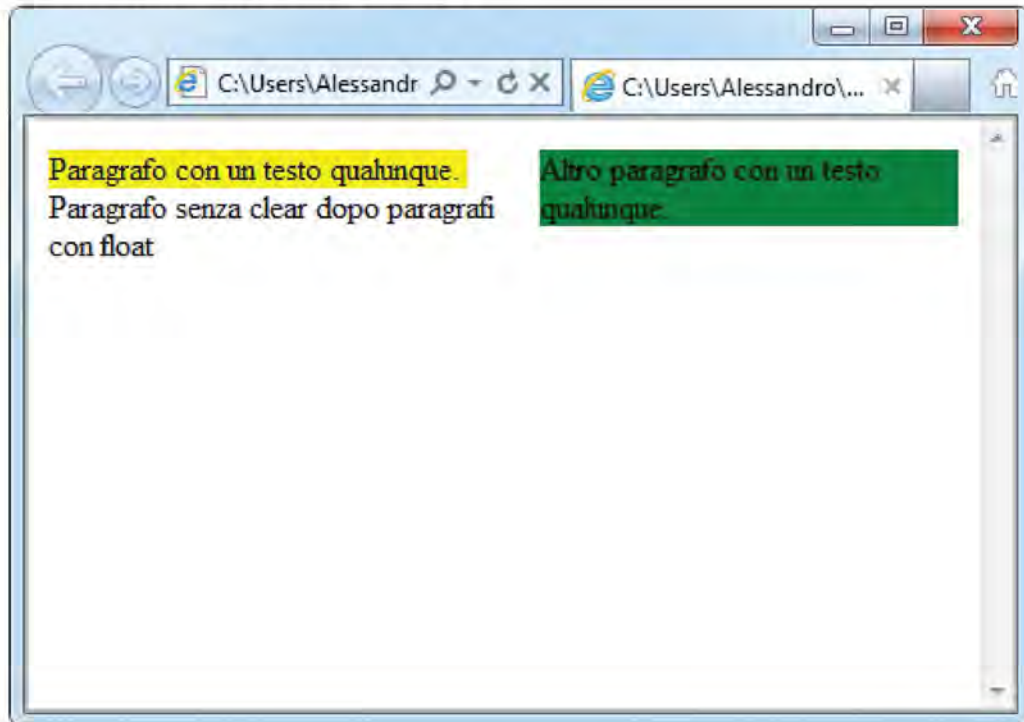 C:\Users\Alessandr
C:\Users\Alessandro\...
Paragrafo con un testo qualunque.
Paragrafo senza clear dopo paragrafi
con float
Altro paragrafo con un testo
qualunque.